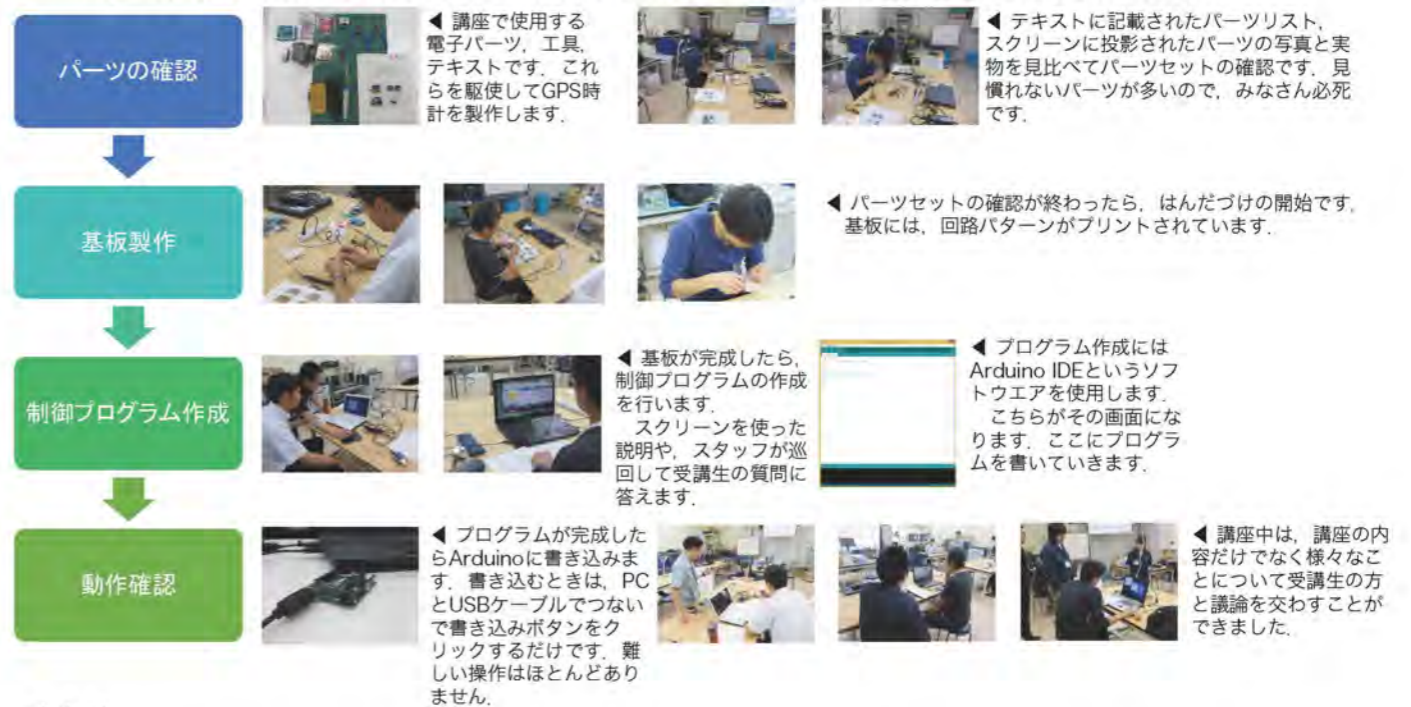 パーツの確認
◀ 講座で使用する
電子パーツ，工具，
テキストです．これ
らを駆使してGPS時
計を製作します．
◀ テキストに記載されたパーツリスト，
スクリーンに投影されたパーツの写真と実
物を見比べてパーツセットの確認です．見
慣れないパーツが多いので，みなさん必死
です．
基板製作
◀ パーツセットの確認が終わったら，はんだづけの開始です．
基板には，回路パターンがプリントされています．
制御プログラム作成
◀ 基板が完成したら，
制御プログラムの作成
を行います．
スクリーンを使った
説明や，スタッフが巡
回して受講生の質問に
答えます．
◀ プログラム作成には
Arduino IDEというソフ
トウエアを使用します．
こちらがその画面にな
ります．ここにプログラ
ムを書いていきます．
動作確認
◀ プログラムが完成した
らArduinoに書き込みま
す．書き込むときは，PC
とUSBケーブルでつない
で書き込みボタンをク
リックするだけです．難
しい操作はほとんどあり
ません．
◀ 講座中は，講座の内
容だけでなく様々なこ
とについて受講生の方
と議論を交わすことが
できました．